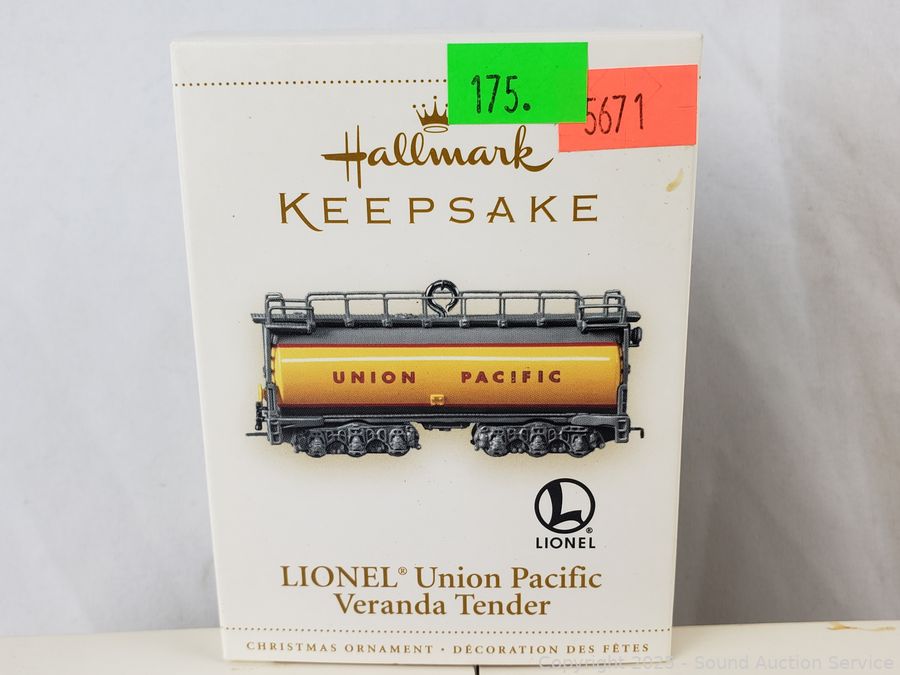 175.
5671
Hallmark
KEEPSAKE
UNION PACIFIC
L
®
LIONEL
LIONEL® Union Pacific
Veranda Tender
CHRISTMAS ORNAMENT • DÉCORATION DES FÊTES
Copyright 2023 - Sound Auction Service